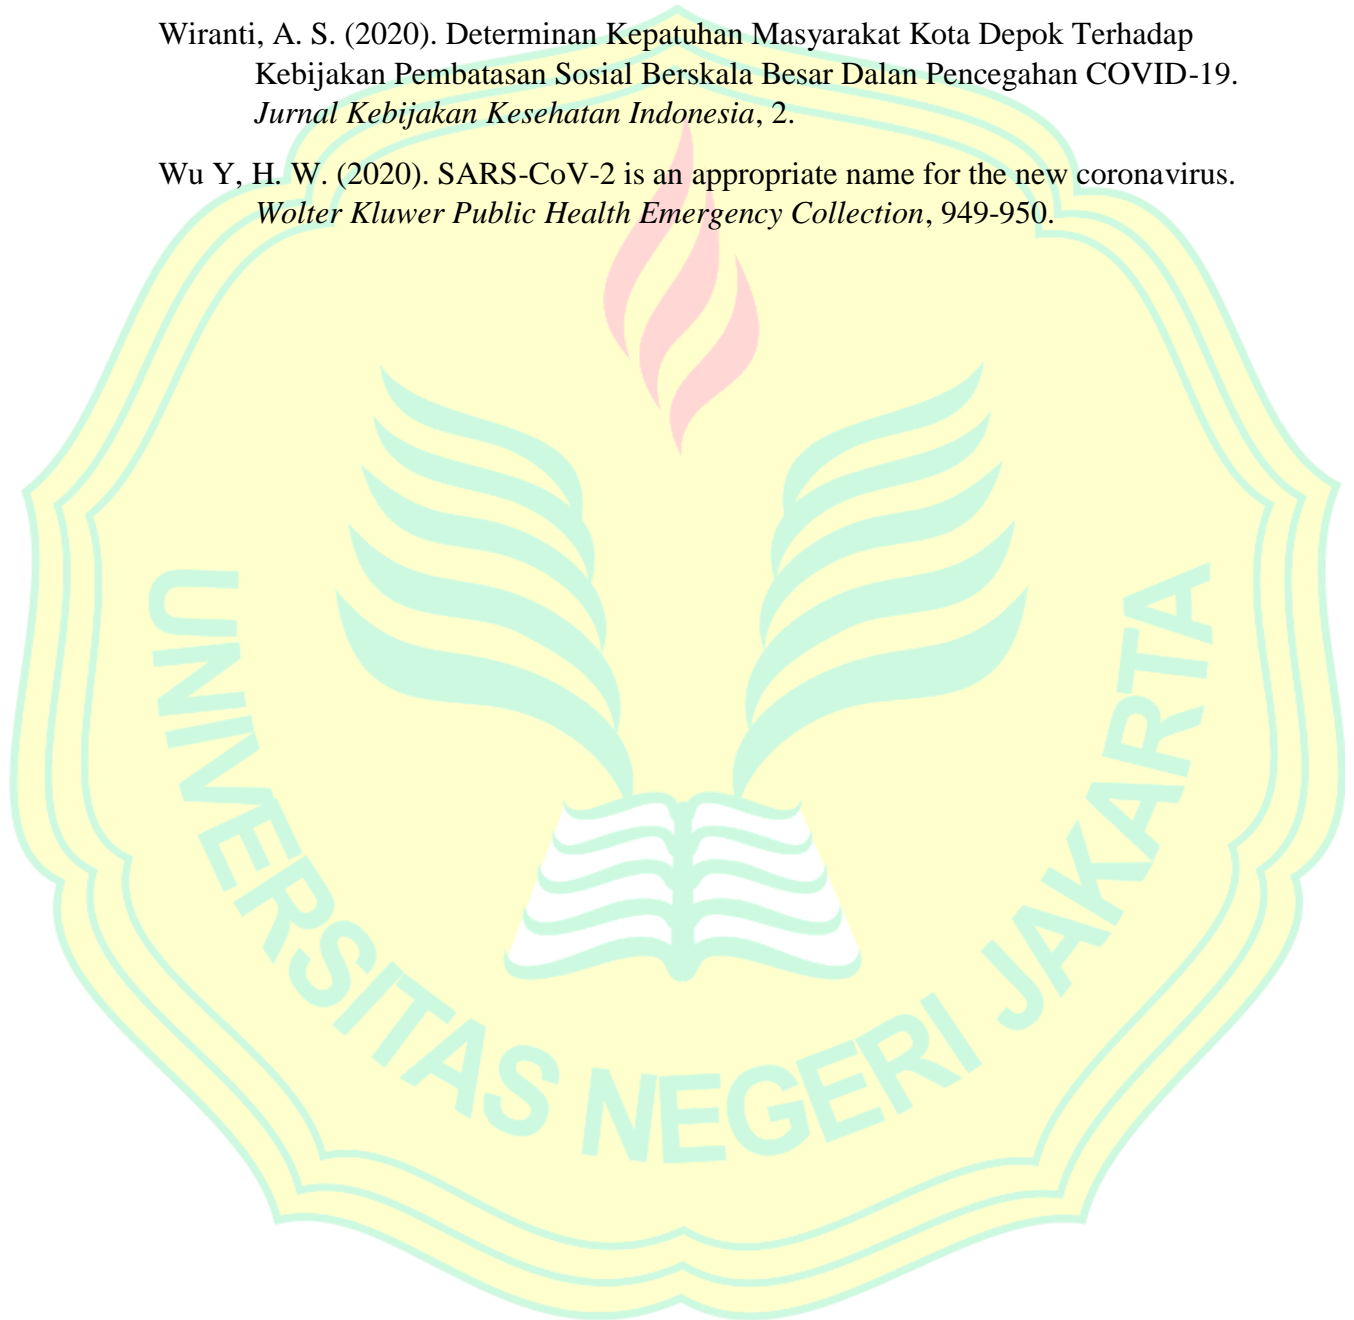 Wiranti, A. S. (2020). Determinan Kepatuhan Masyarakat Kota Depok Terhadap
Kebijakan Pembatasan Sosial Berskala Besar Dalan Pencegahan COVID-19.
Jurnal Kebijakan Kesehatan Indonesia, 2.
Wu Y, H. W. (2020). SARS-CoV-2 is an appropriate name for the new coronavirus.
Wolter Kluwer Public Health Emergency Collection, 949-950.
UNIVERSITAS NEGERI JAKARTA